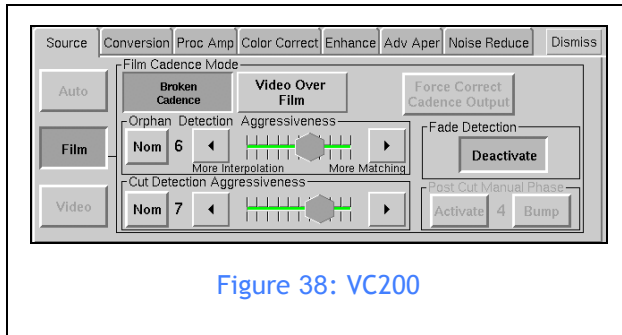 Source Conversion Proc Amp Color Correct Enhance Adv Aper Noise Reduce Dismiss
Film Cadence Mode
Auto
Broken
Cadence
Video Over
Film
Force Correct
Cadence Output
Orphan Detection Aggressiveness
Fade Detection
Film
Nom 6
Deactivate
More Interpolation More Matching
Cut Detection Aggressiveness
Post Cut Manual Phase
Video
Nom 7
Activate 4 Bump
Figure 38: VC200